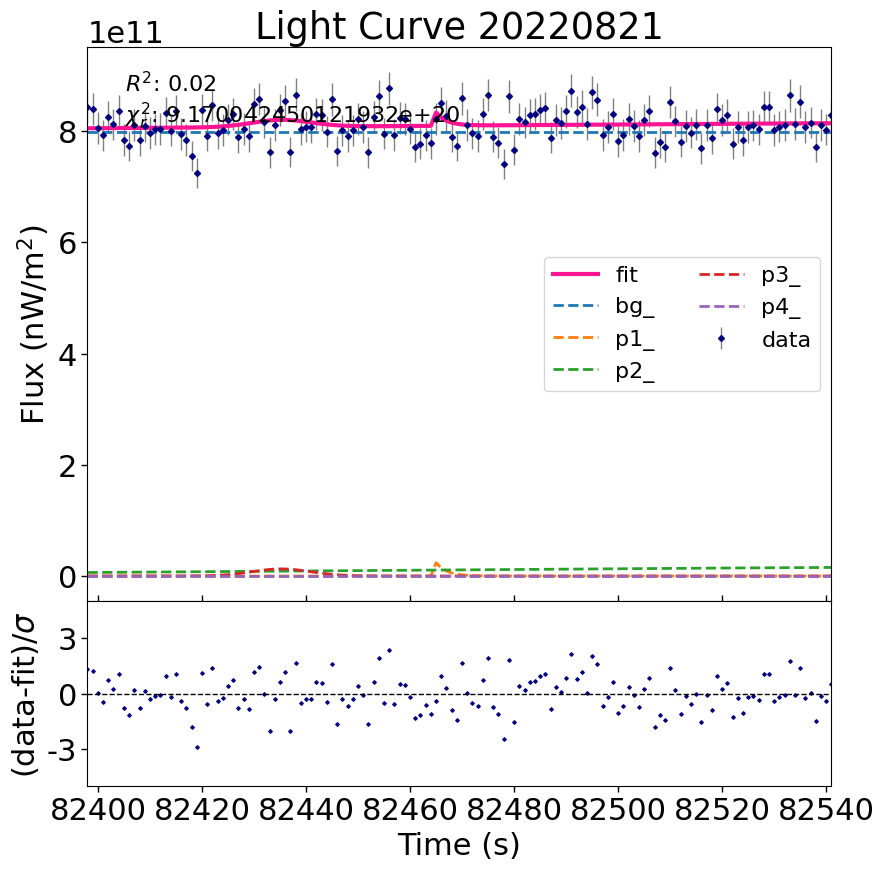 Light Curve 20220821
1e11
R²: 0.02
χᵣ²: 9.170042450121932e+20
8
6
4
2
0
Flux (nW/m²)
fit
bg_
p1_
p2_
p3_
p4_
data
3
0
-3
(data-fit)/σ
82400 82420 82440 82460 82480 82500 82520 82540
Time (s)